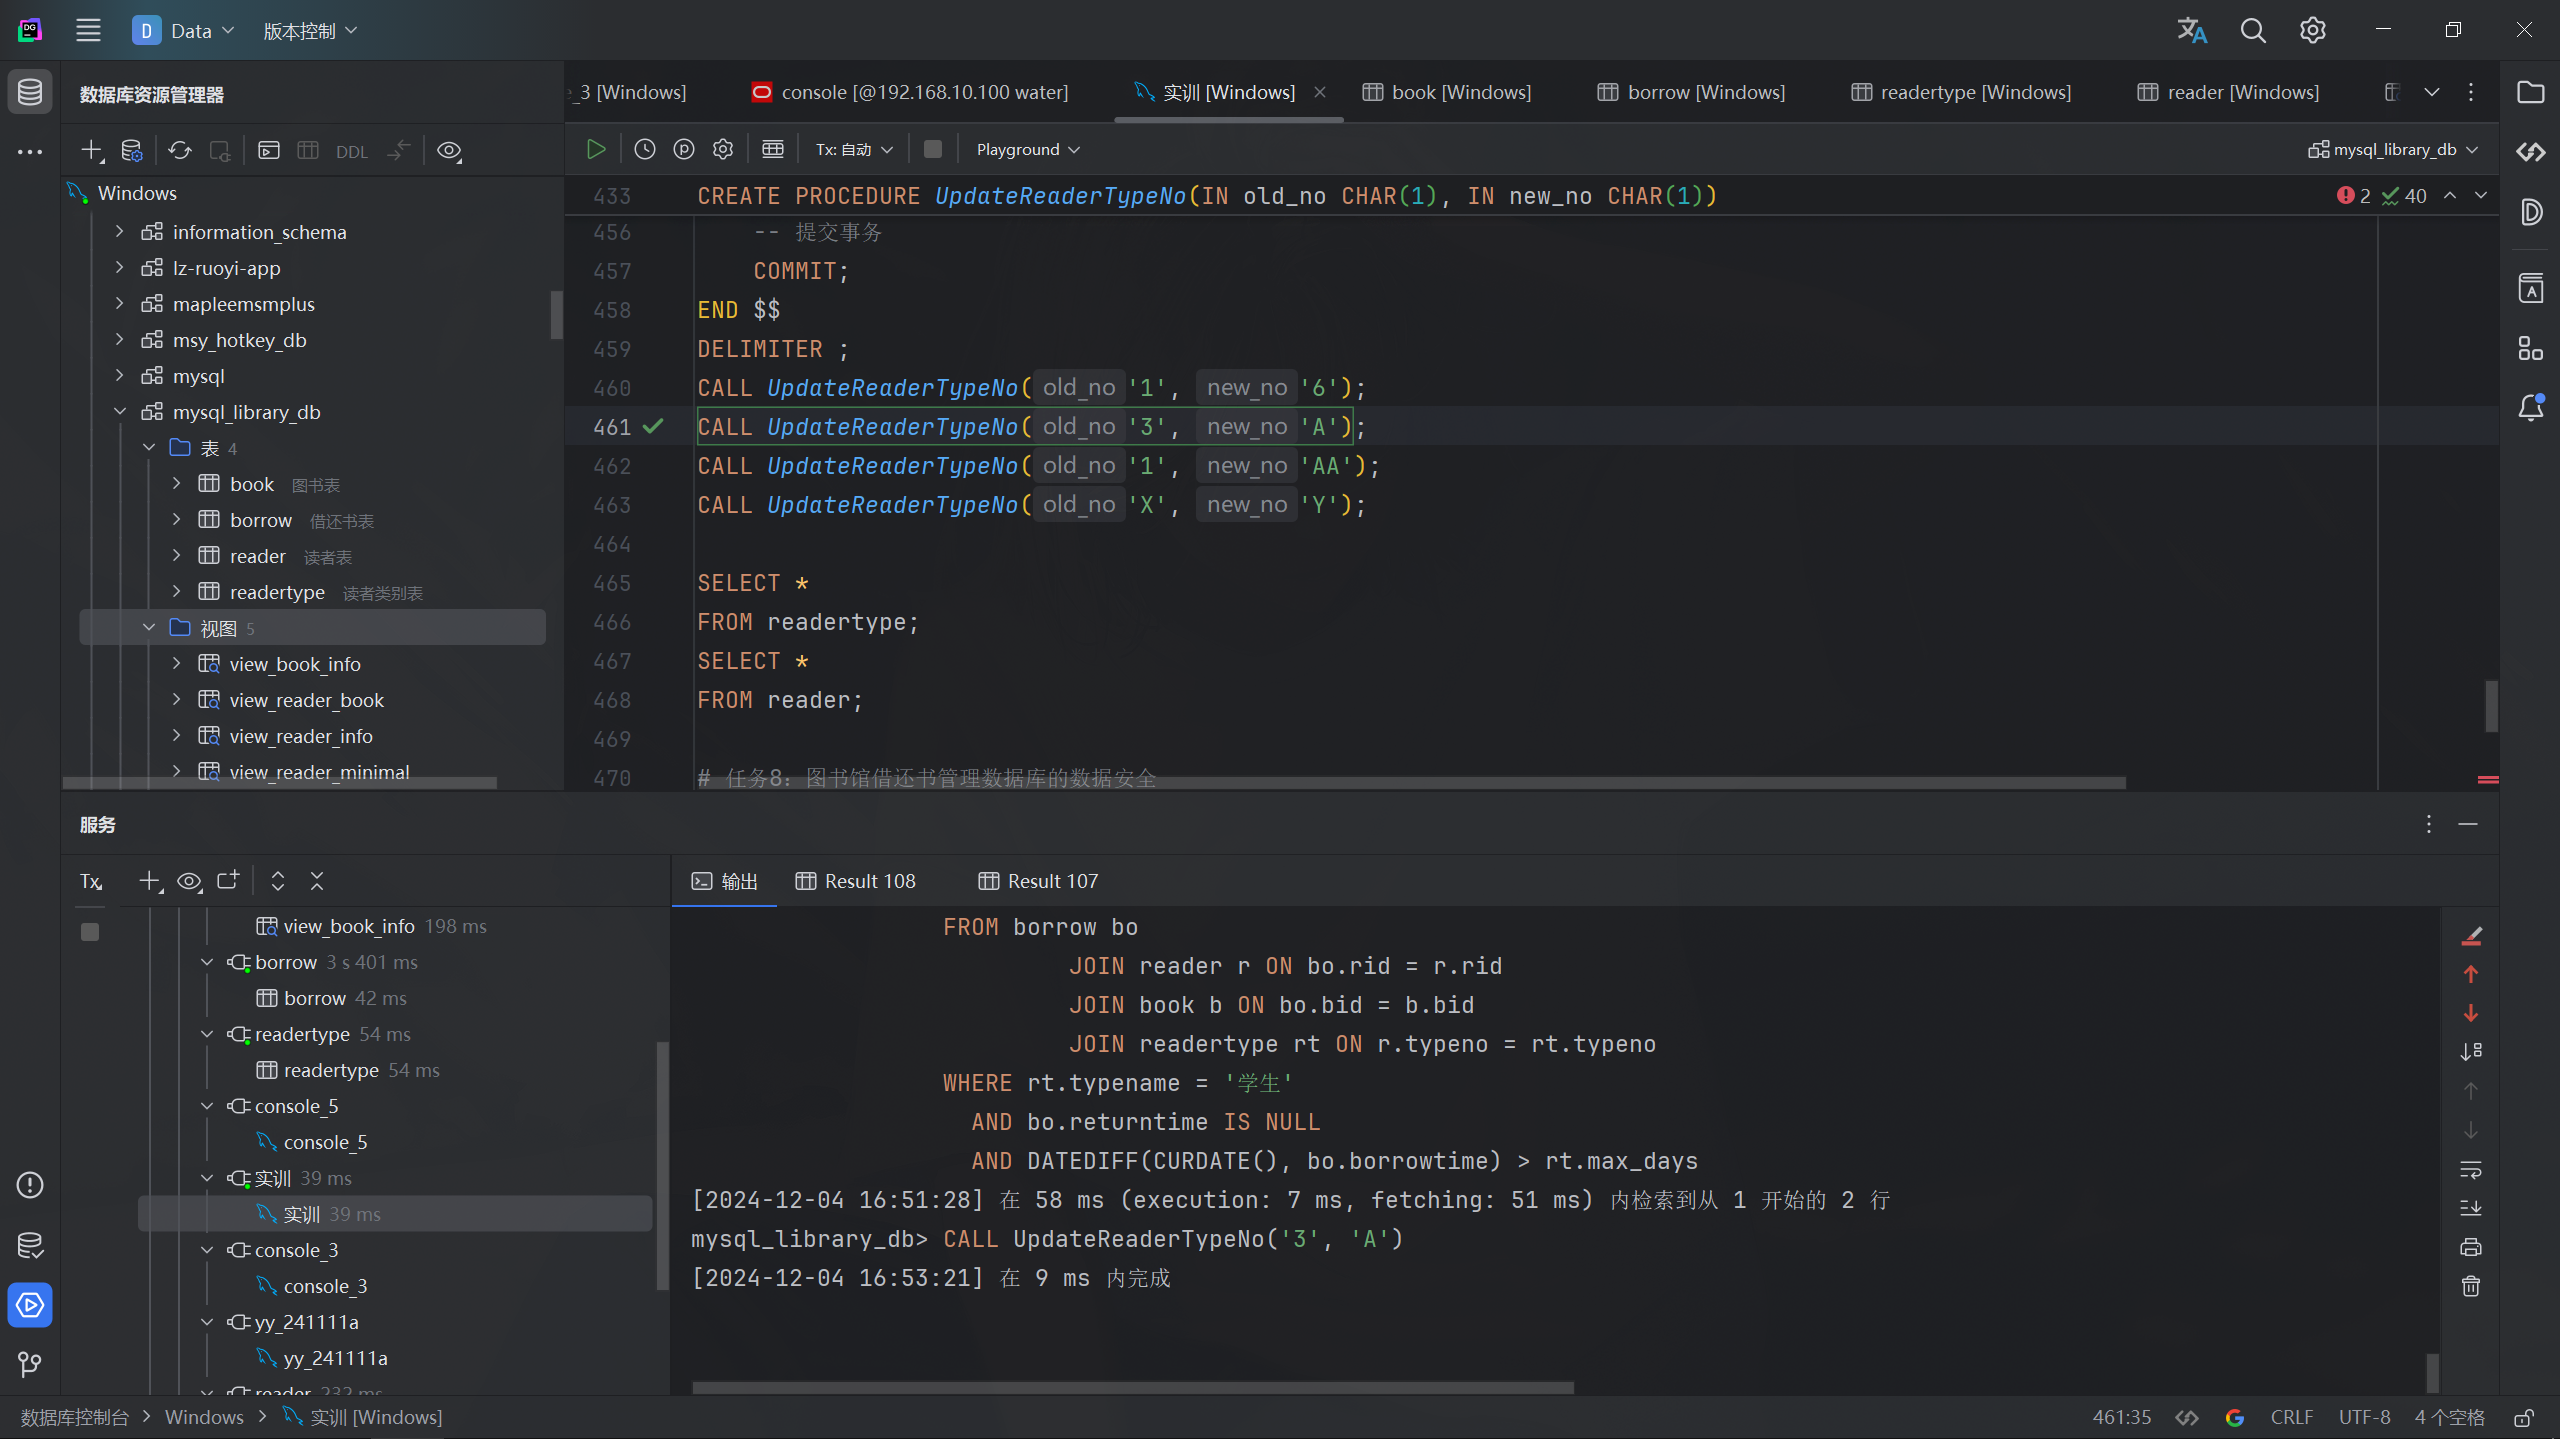 D Data 版本控制
数据库资源管理器
_3 [Windows]
console [@192.168.10.100 water]
实训 [Windows]
book [Windows]
borrow [Windows]
readertype [Windows]
reader [Windows]
DDL
Tx: 自动
Playground
mysql_library_db
Windows
information_schema
lz-ruoyi-app
mapleemsmplus
msy_hotkey_db
mysql
mysql_library_db
表 4
book 图书表
borrow 借还书表
reader 读者表
readertype 读者类别表
视图 5
view_book_info
view_reader_book
view_reader_info
view_reader_minimal
433 CREATE PROCEDURE UpdateReaderTypeNo(IN old_no CHAR(1), IN new_no CHAR(1))
2 40
456 -- 提交事务
457 COMMIT;
458 END $$
459 DELIMITER ;
460 CALL UpdateReaderTypeNo( old_no '1', new_no '6');
461 CALL UpdateReaderTypeNo( old_no '3', new_no 'A');
462 CALL UpdateReaderTypeNo( old_no '1', new_no 'AA');
463 CALL UpdateReaderTypeNo( old_no 'X', new_no 'Y');
464
465 SELECT *
466 FROM readertype;
467 SELECT *
468 FROM reader;
469
470 # 任务8：图书馆借还书管理数据库的数据安全
服务
Tx
view_book_info 198 ms
borrow 3 s 401 ms
borrow 42 ms
readertype 54 ms
readertype 54 ms
console_5
console_5
实训 39 ms
实训 39 ms
console_3
console_3
yy_241111a
yy_241111a
reader 232 ms
输出
Result 108
Result 107
FROM borrow bo
JOIN reader r ON bo.rid = r.rid
JOIN book b ON bo.bid = b.bid
JOIN readertype rt ON r.typeno = rt.typeno
WHERE rt.typename = '学生'
AND bo.returntime IS NULL
AND DATEDIFF(CURDATE(), bo.borrowtime) > rt.max_days
[2024-12-04 16:51:28] 在 58 ms (execution: 7 ms, fetching: 51 ms) 内检索到从 1 开始的 2 行
mysql_library_db> CALL UpdateReaderTypeNo('3', 'A')
[2024-12-04 16:53:21] 在 9 ms 内完成
数据库控制台 > Windows > 实训 [Windows]
461:35
CRLF
UTF-8
4 个空格